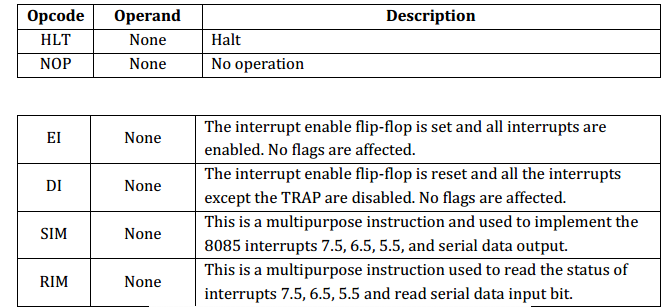 Opcode Operand Description
HLT None Halt
NOP None No operation
EI None The interrupt enable flip-flop is set and all interrupts are
enabled. No flags are affected.
DI None The interrupt enable flip-flop is reset and all the interrupts
except the TRAP are disabled. No flags are affected.
SIM None This is a multipurpose instruction and used to implement the
8085 interrupts 7.5, 6.5, 5.5, and serial data output.
RIM None This is a multipurpose instruction used to read the status of
interrupts 7.5, 6.5, 5.5 and read serial data input bit.